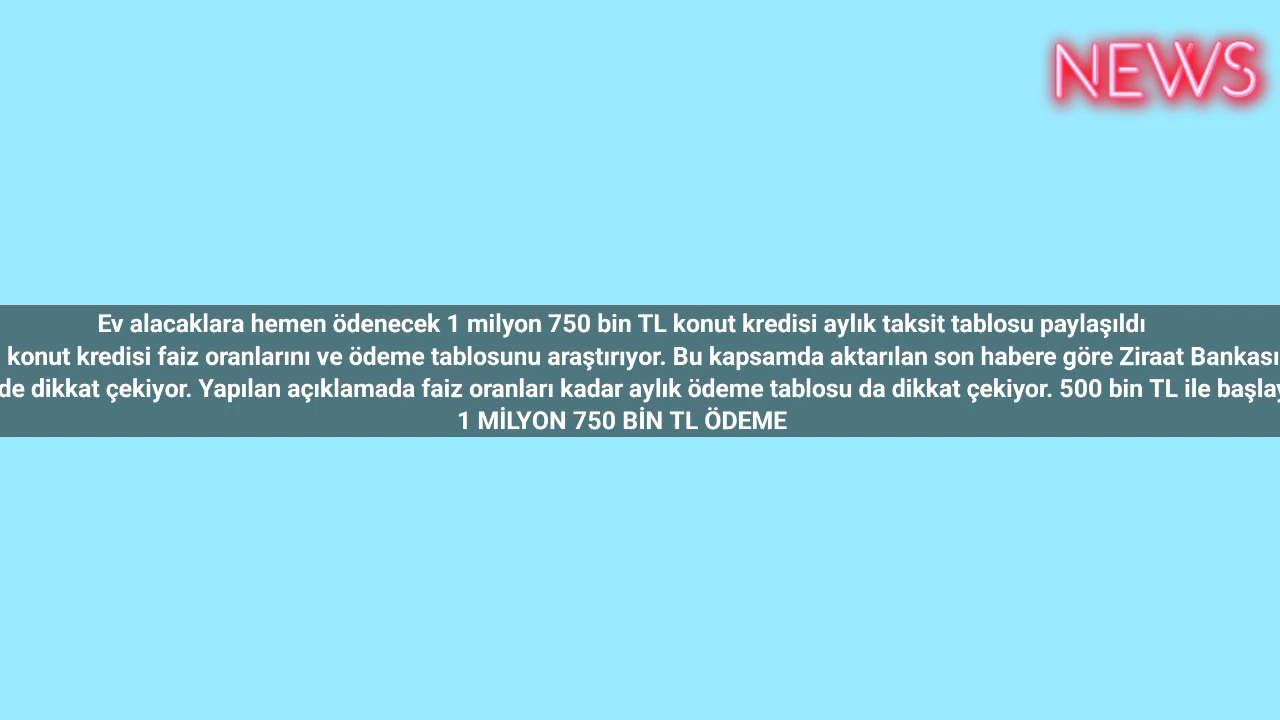 NEWS
Ev alacaklara hemen ödenecek 1 milyon 750 bin TL konut kredisi aylık taksit tablosu paylaşıldı
konut kredisi faiz oranlarını ve ödeme tablosunu araştırıyor. Bu kapsamda aktarılan son habere göre Ziraat Bankası
de dikkat çekiyor. Yapılan açıklamada faiz oranları kadar aylık ödeme tablosu da dikkat çekiyor. 500 bin TL ile
1 MİLYON 750 BİN TL ÖDEME